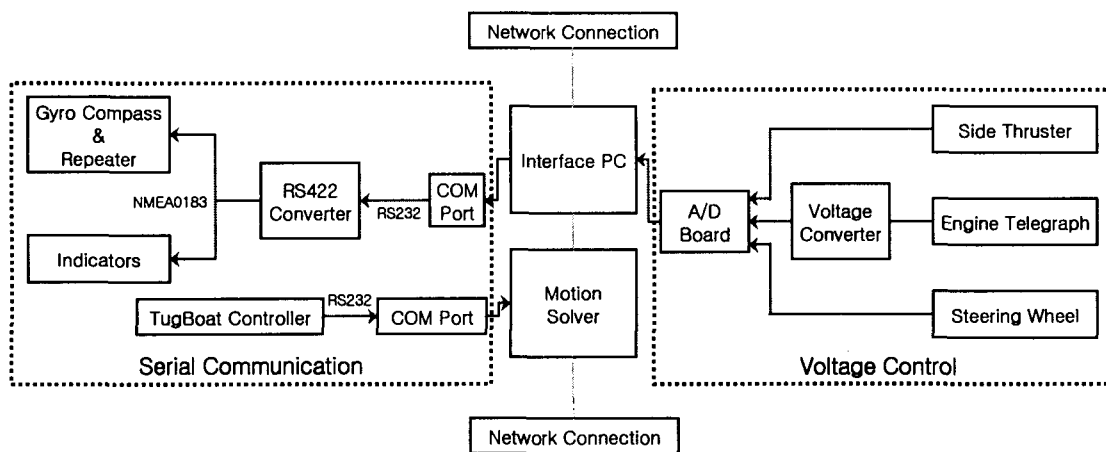 Network Connection
Gyro Compass
&
Repeater
NMEA0183
Indicators
RS422
Converter
RS232
COM
Port
Interface PC
A/D
Board
Voltage
Converter
Side Thruster
Engine Telegraph
Steering Wheel
TugBoat Controller
RS232
COM Port
Motion
Solver
Serial Communication
Voltage Control
Network Connection